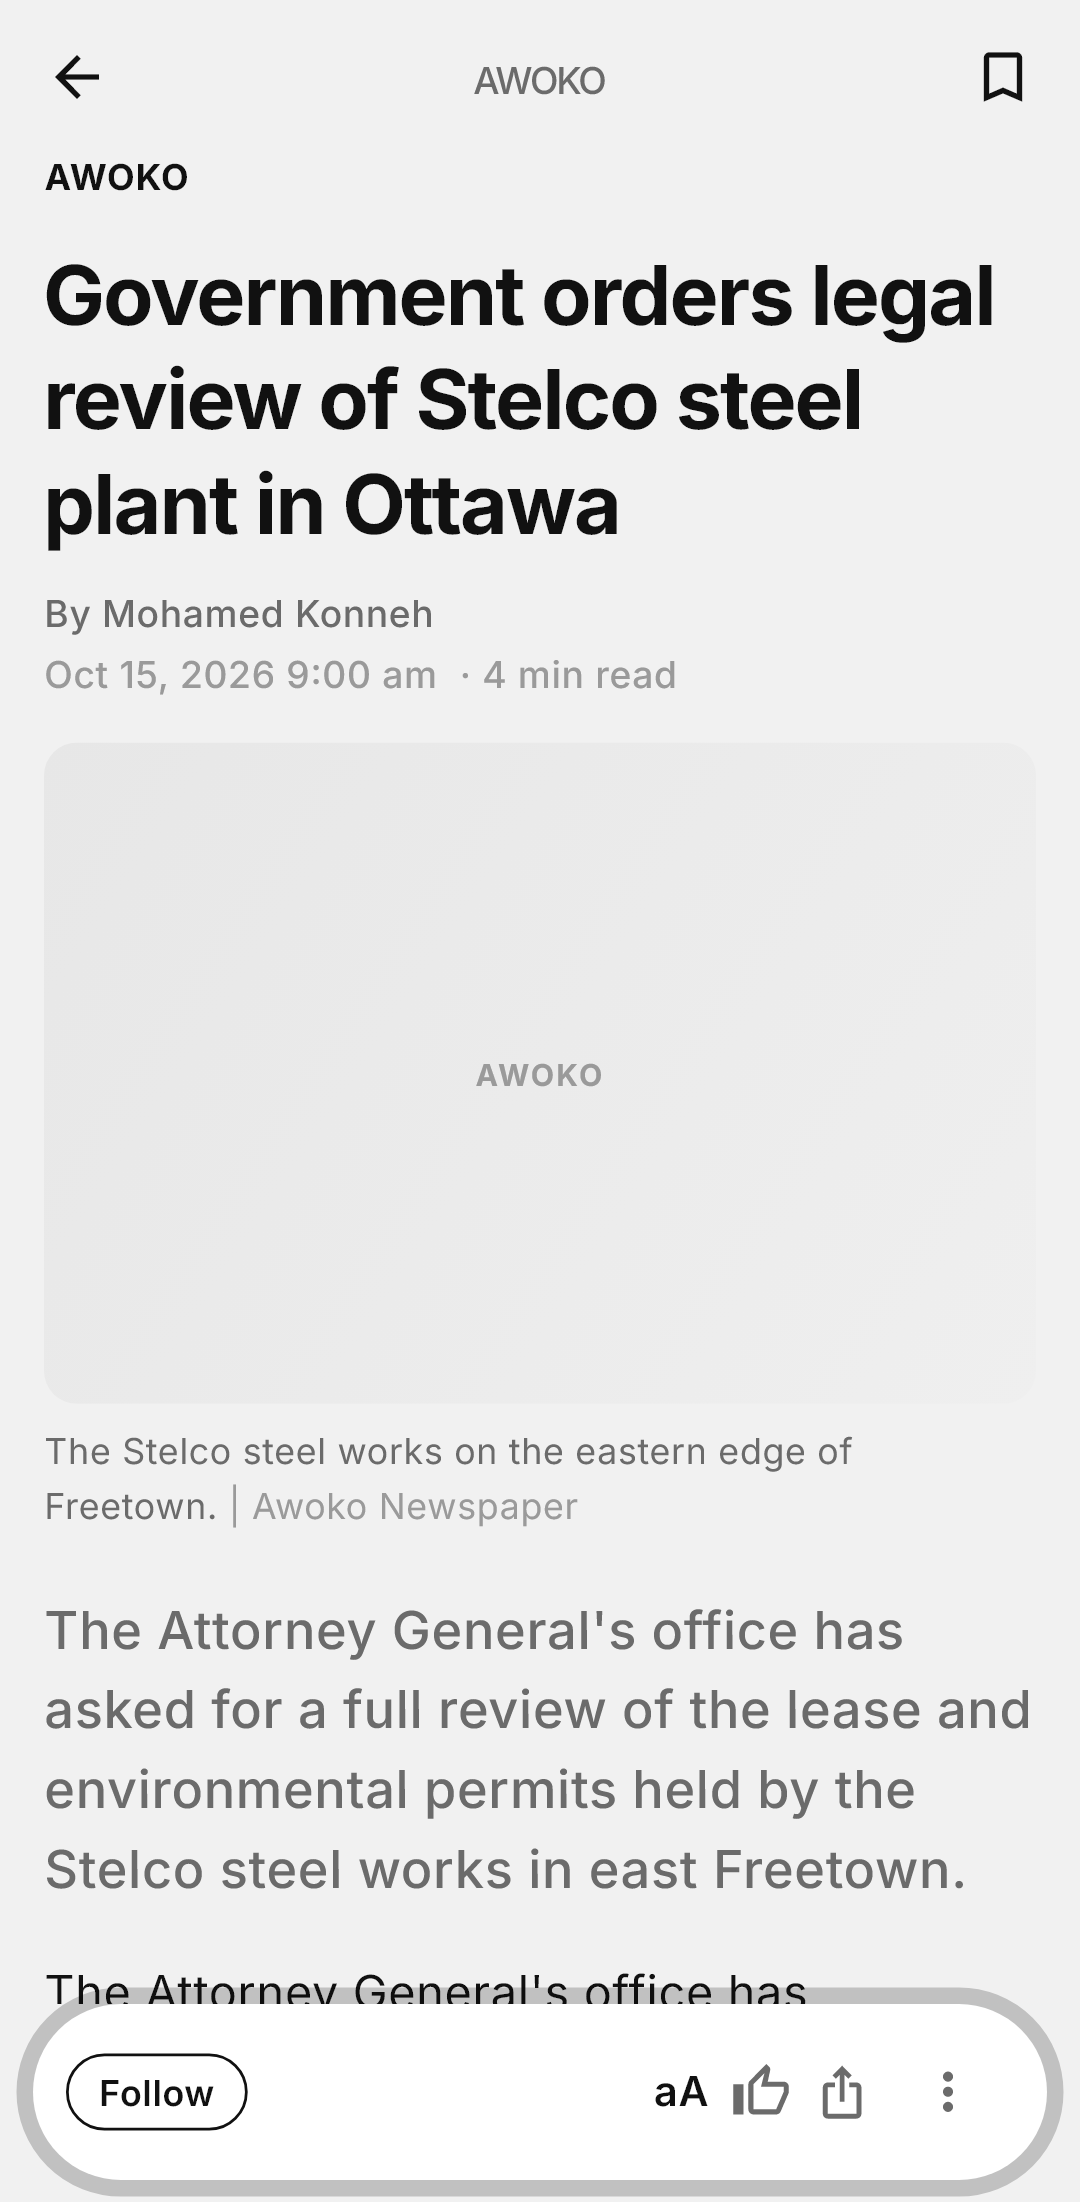 AWOKO
AWOKO
Government orders legal
review of Stelco steel
plant in Ottawa
By Mohamed Konneh
Oct 15, 2026 9:00 am · 4 min read
AWOKO
The Stelco steel works on the eastern edge of
Freetown. | Awoko Newspaper
The Attorney General's office has
asked for a full review of the lease and
environmental permits held by the
Stelco steel works in east Freetown.
The Attorney General's office has
Follow
aA